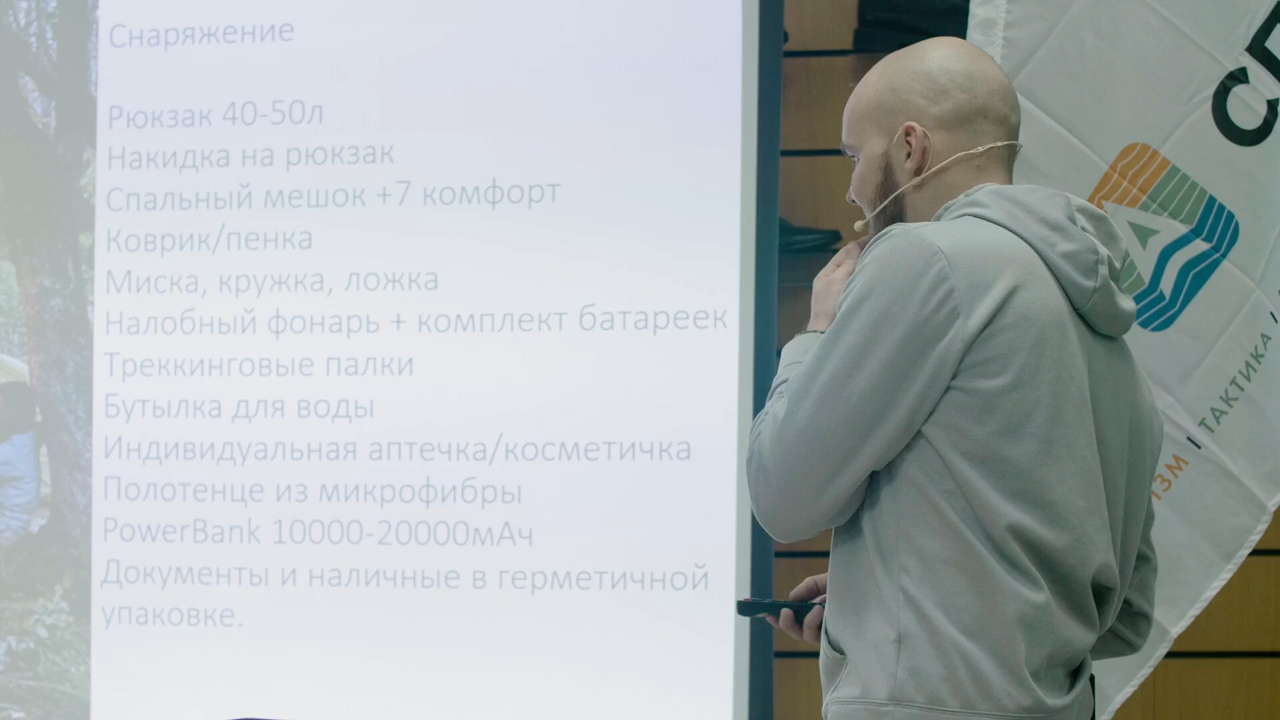 Снаряжение
Рюкзак 40-50л
Накидка на рюкзак
Спальный мешок +7 комфорт
Коврик/пенка
Миска, кружка, ложка
Налобный фонарь + комплект батареек
Треккинговые палки
Бутылка для воды
Индивидуальная аптечка/косметичка
Полотенце из микрофибры
PowerBank 10000-20000мАч
Документы и наличные в герметичной
упаковке.
ТАКТИКА